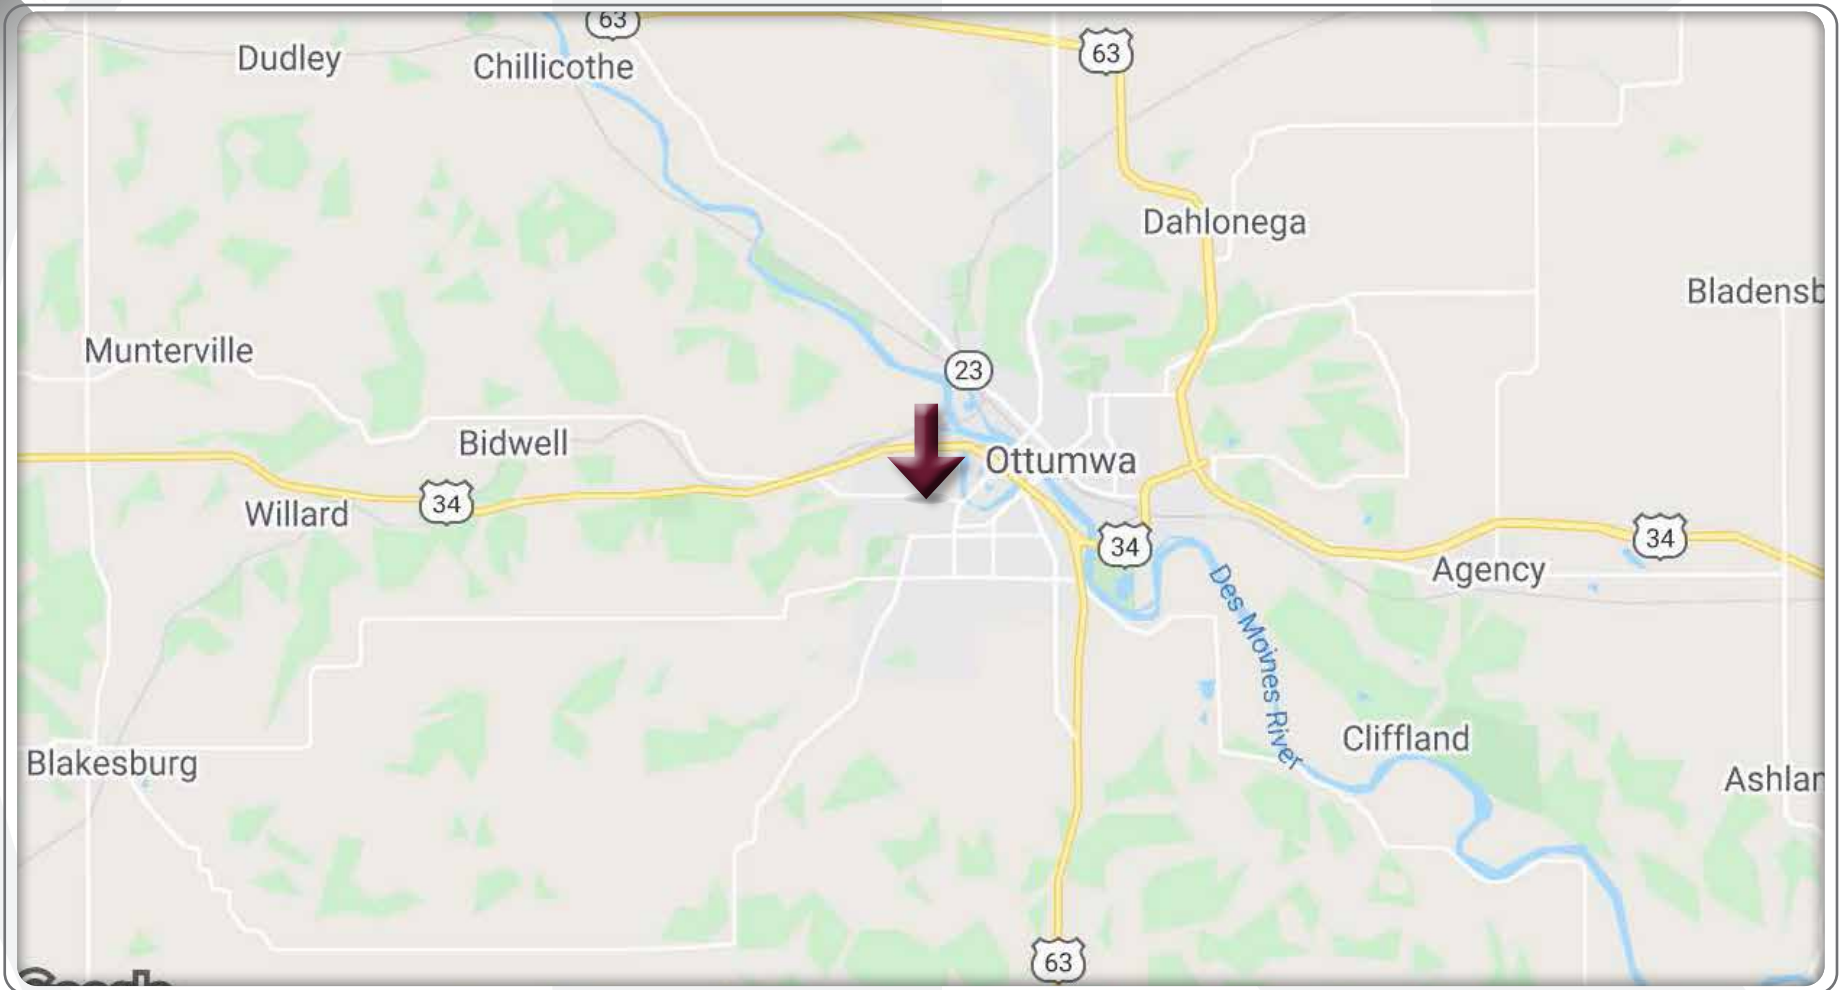 63
Dudley
Chillicothe
63
Dahlonega
Bladensb
Munterville
23
Bidwell
Ottumwa
34
Willard
34
34
Agency
Des Moines River
Cliffland
Blakesburg
Ashlan
63
Google